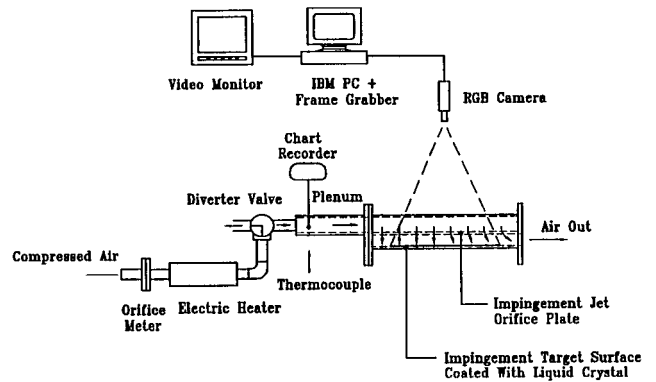 Video Monitor
IBM PC +
Frame Grabber
RGB Camera
Chart
Recorder
Diverter Valve
Plenum
Air Out
Compressed Air
Thermocouple
Orifice
Meter
Electric Heater
Impingement Jet
Orifice Plate
Impingement Target Surface
Coated With Liquid Crystal